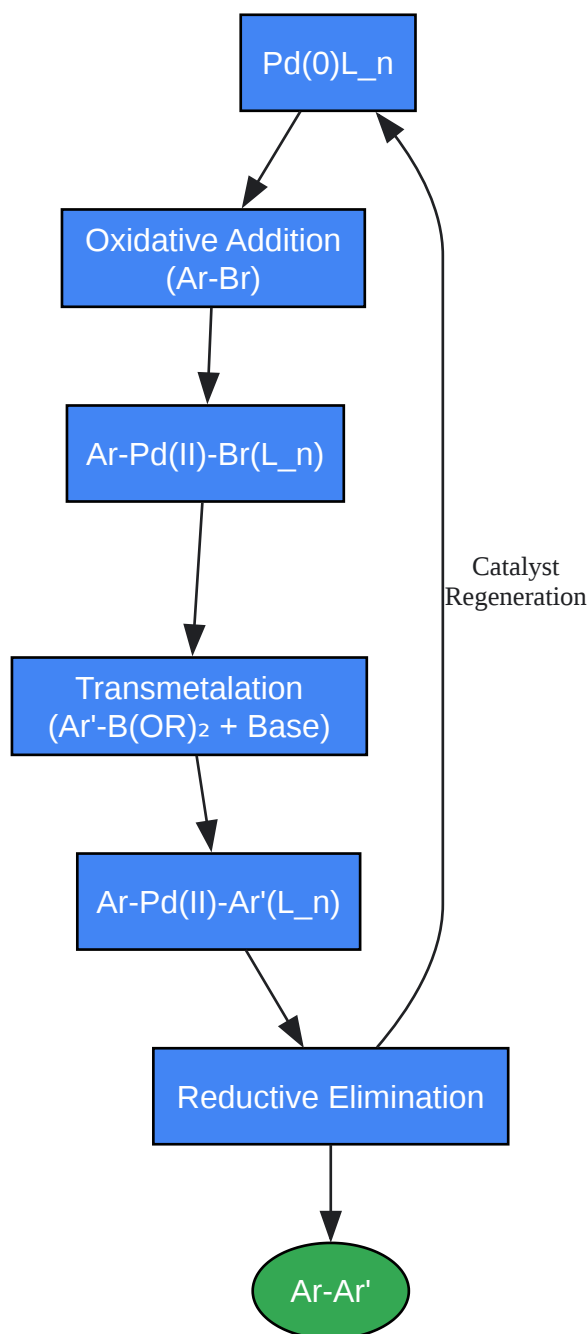 Pd(0)L_n
Oxidative Addition
(Ar-Br)
Ar-Pd(II)-Br(L_n)
Catalyst
Regeneration
Transmetalation
(Ar'-B(OR)₂ + Base)
Ar-Pd(II)-Ar'(L_n)
Reductive Elimination
Ar-Ar'